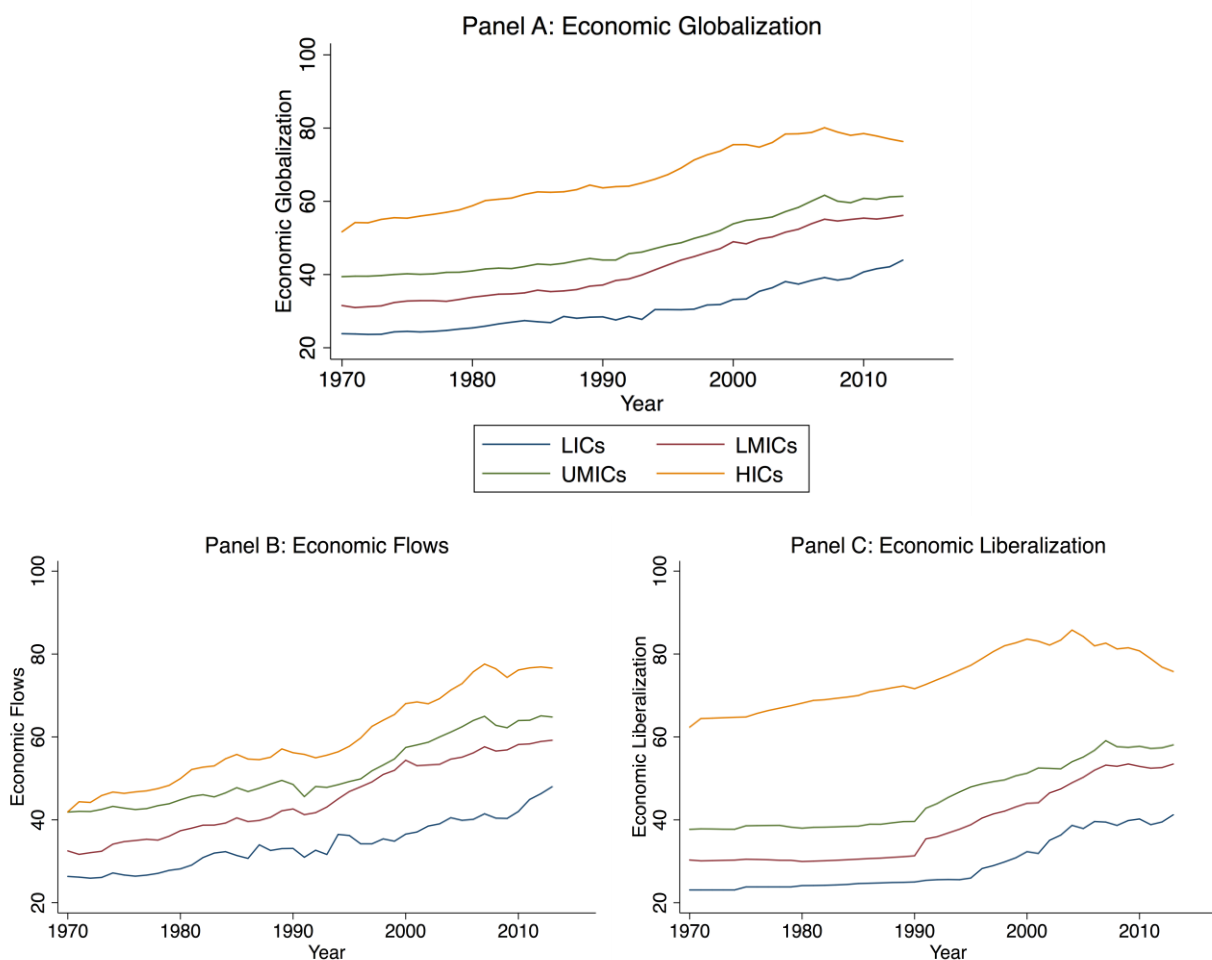 Panel A: Economic Globalization
Economic Globalization
100
80
60
40
20
1970 1980 1990 2000 2010
Year
LICs LMICs
UMICs HICs
Panel B: Economic Flows
Economic Flows
100
80
60
40
20
1970 1980 1990 2000 2010
Year
Panel C: Economic Liberalization
Economic Liberalization
100
80
60
40
20
1970 1980 1990 2000 2010
Year